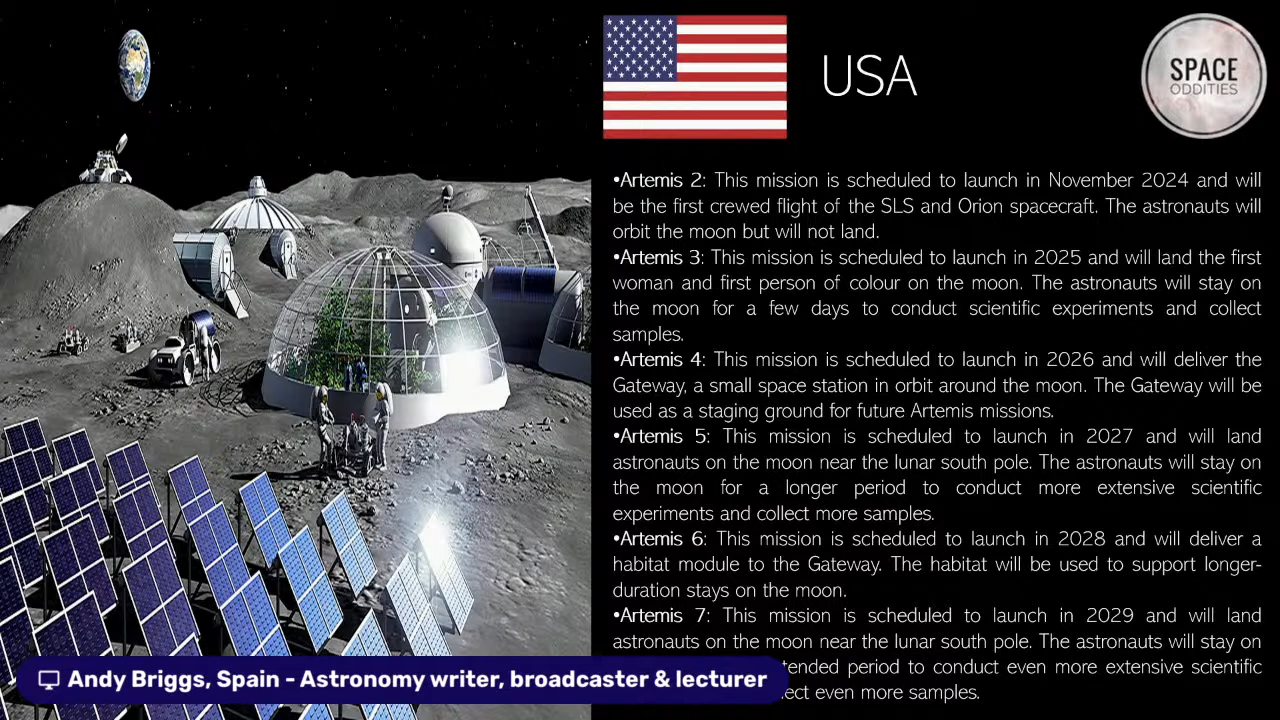 USA
SPACE
ODDITIES
•Artemis 2: This mission is scheduled to launch in November 2024 and will
be the first crewed flight of the SLS and Orion spacecraft. The astronauts will
orbit the moon but will not land.
•Artemis 3: This mission is scheduled to launch in 2025 and will land the first
woman and first person of colour on the moon. The astronauts will stay on
the moon for a few days to conduct scientific experiments and collect
samples.
•Artemis 4: This mission is scheduled to launch in 2026 and will deliver the
Gateway, a small space station in orbit around the moon. The Gateway will be
used as a staging ground for future Artemis missions.
•Artemis 5: This mission is scheduled to launch in 2027 and will land
astronauts on the moon near the lunar south pole. The astronauts will stay on
the moon for a longer period to conduct more extensive scientific
experiments and collect more samples.
•Artemis 6: This mission is scheduled to launch in 2028 and will deliver a
habitat module to the Gateway. The habitat will be used to support longer-
duration stays on the moon.
•Artemis 7: This mission is scheduled to launch in 2029 and will land
astronauts on the moon near the lunar south pole. The astronauts will stay on
period to conduct even more extensive scientific
even more samples.
Andy Briggs, Spain - Astronomy writer, broadcaster & lecturer